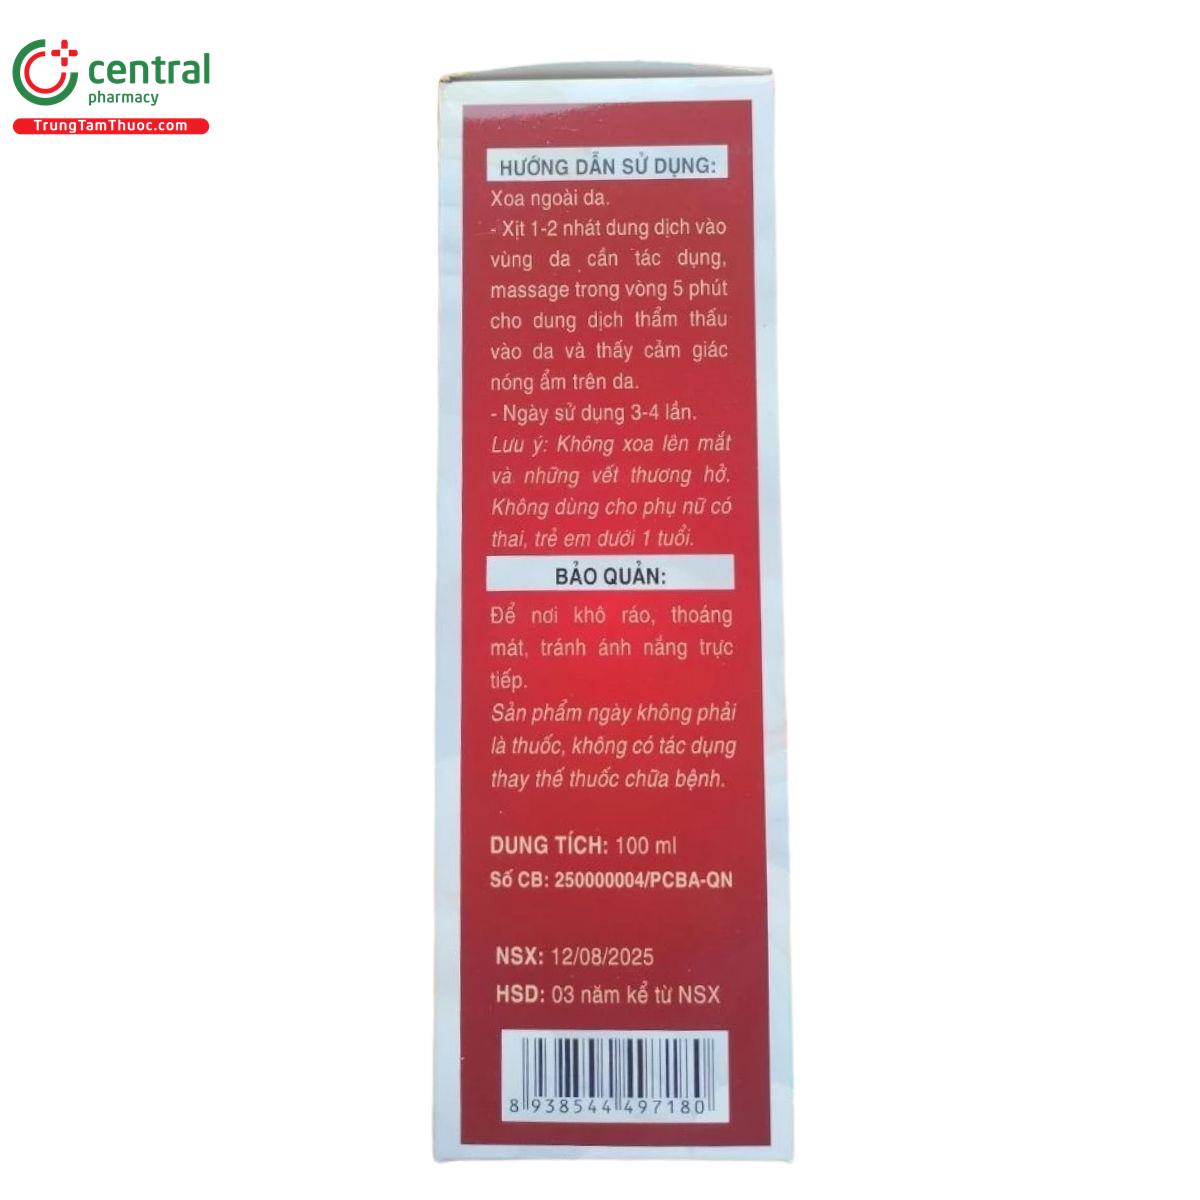 central
pharmacy
TrungTamThuoc.com
HƯỚNG DẪN SỬ DỤNG:
Xoa ngoài da.
- Xịt 1-2 nhát dung dịch vào
vùng da cần tác dụng,
massage trong vòng 5 phút
cho dung dịch thẩm thấu
vào da và thấy cảm giác
nóng ẩm trên da.
- Ngày sử dụng 3-4 lần.
Lưu ý: Không xoa lên mắt
và những vết thương hở.
Không dùng cho phụ nữ có
thai, trẻ em dưới 1 tuổi.
BẢO QUẢN:
Để nơi khô ráo, thoáng
mát, tránh ánh nắng trực
tiếp.
Sản phẩm ngày không phải
là thuốc, không có tác dụng
thay thế thuốc chữa bệnh.
DUNG TÍCH: 100 ml
Số CB: 250000004/PCBA-QN
NSX: 12/08/2025
HSD: 03 năm kể từ NSX
8 938544 497180